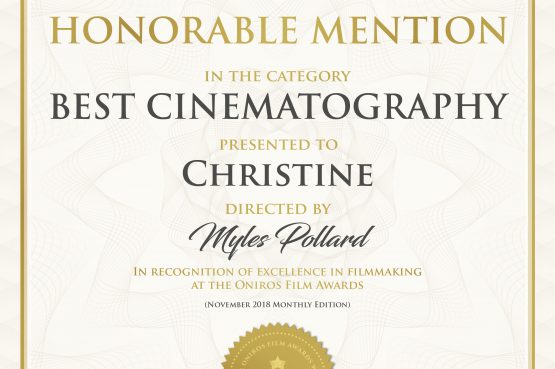 HONORABLE MENTION
IN THE CATEGORY
BEST CINEMATOGRAPHY
PRESENTED TO
CHRISTINE
DIRECTED BY
Myles Pollard
IN RECOGNITION OF EXCELLENCE IN FILMMAKING
AT THE ONIROS FILM AWARDS
(NOVEMBER 2018 MONTHLY EDITION)
ONIROS FILM AWARDS